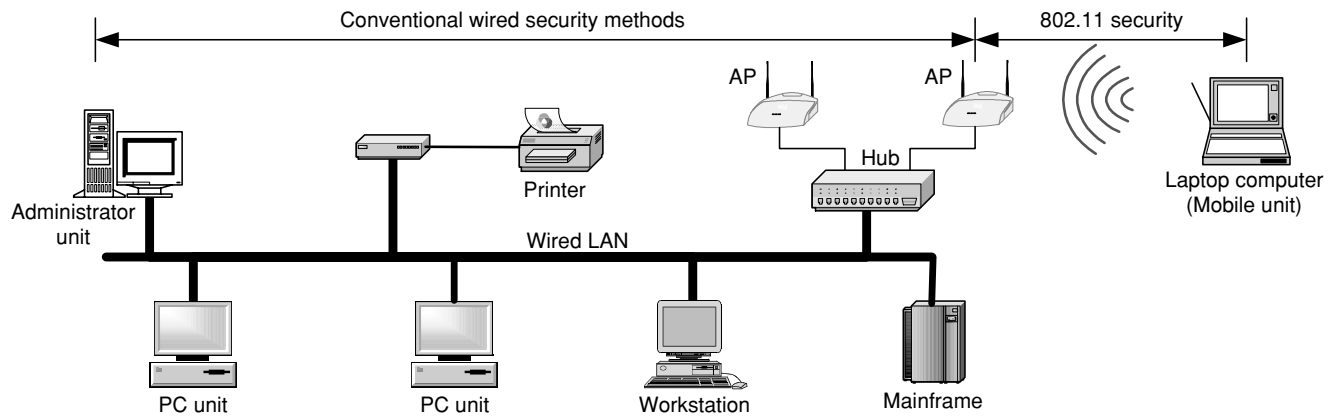 Conventional wired security methods
802.11 security
AP
AP
Hub
Printer
Administrator
unit
Laptop computer
(Mobile unit)
Wired LAN
PC unit
PC unit
Workstation
Mainframe